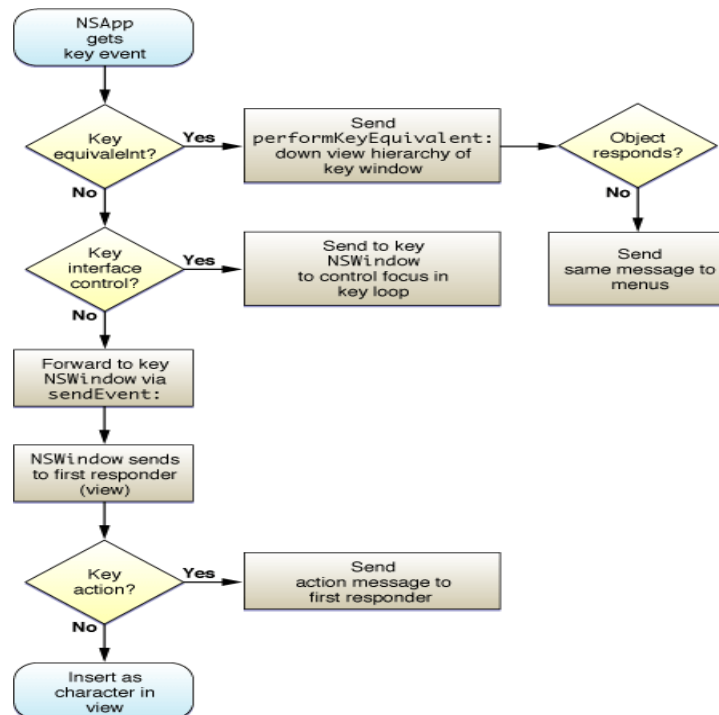 NSApp
gets
key event
Key
equivaleInt?
Yes
Send
performKeyEquivalent:
down view hierarchy of
key window
Object
responds?
No
No
Key
interface
control?
Yes
Send to key
NSWindow
to control focus in
key loop
Send
same message to
menus
No
Forward to key
NSWindow via
sendEvent:
NSWindow sends
to first responder
(view)
Key
action?
Yes
Send
action message to
first responder
No
Insert as
character in
view